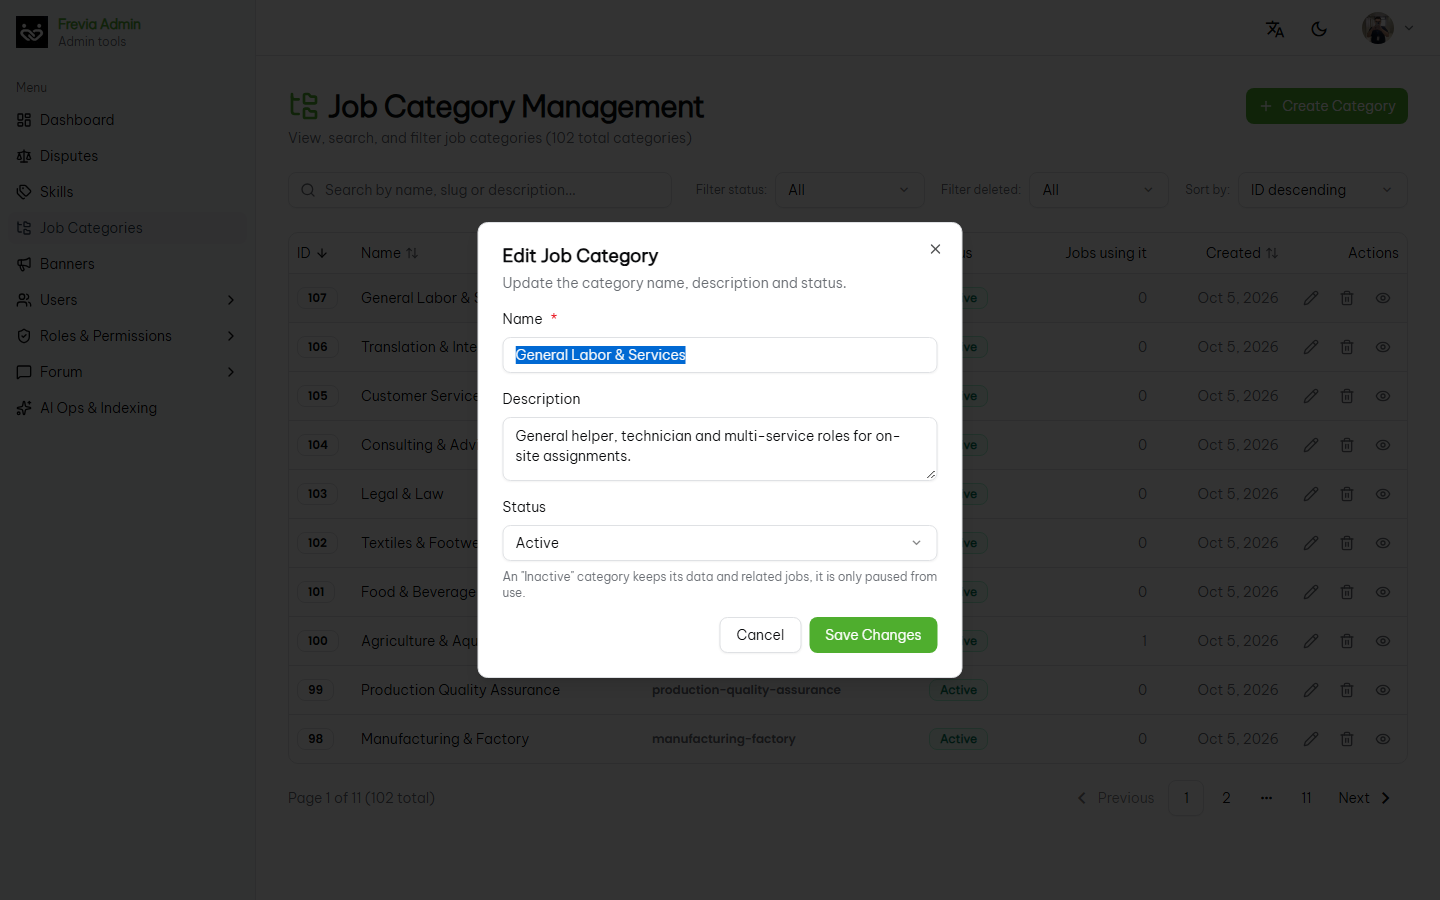 Frevia Admin
Admin tools
Menu
Dashboard
Disputes
Skills
Job Categories
Banners
Users
Roles & Permissions
Forum
AI Ops & Indexing
Job Category Management
View, search, and filter job categories (102 total categories)
Create Category
Search by name, slug or description...
Filter status: All
Filter deleted: All
Sort by: ID descending
ID Name Jobs using it Created Actions
107 General Labor & 0 Oct 5, 2026
106 Translation & 0 Oct 5, 2026
105 Customer Service 0 Oct 5, 2026
104 Consulting & 0 Oct 5, 2026
103 Legal & Law 0 Oct 5, 2026
102 Textiles & 0 Oct 5, 2026
101 Food & Beverage 0 Oct 5, 2026
100 Agriculture & 1 Oct 5, 2026
99 Production Quality Assurance production-quality-assurance Active 0 Oct 5, 2026
98 Manufacturing & Factory manufacturing-factory Active 0 Oct 5, 2026
Page 1 of 11 (102 total)
Previous 1 2 ••• 11 Next
Edit Job Category
Update the category name, description and status.
Name *
General Labor & Services
Description
General helper, technician and multi-service roles for on-
site assignments.
Status
Active
An "Inactive" category keeps its data and related jobs, it is only paused from
use.
Cancel
Save Changes